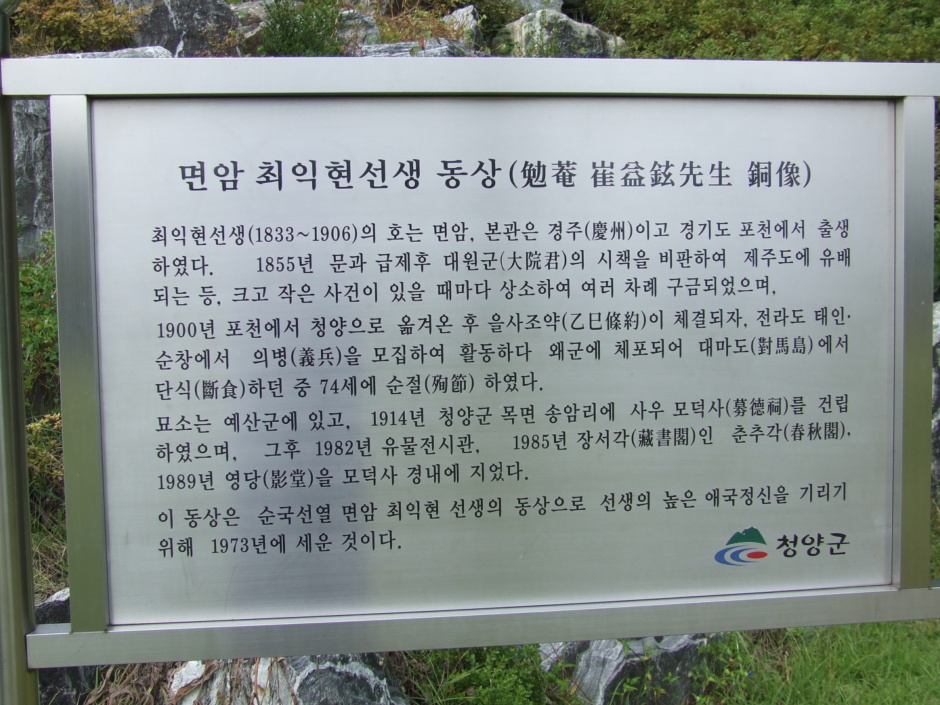 면암 최익현선생 동상(勉菴 崔益鉉先生 銅像)
최익현선생(1833~1906)의 호는 면암, 본관은 경주(慶州)이고 경기도 포천에서 출생
하였다. 1855년 문과 급제후 대원군(大院君)의 시책을 비판하여 제주도에 유배
되는 등, 크고 작은 사건이 있을 때마다 상소하여 여러 차례 구금되었으며,
1900년 포천에서 청양으로 옮겨온 후 을사조약(乙巳條約)이 체결되자, 전라도 태인·
순창에서 의병(義兵)을 모집하여 활동하다 왜군에 체포되어 대마도(對馬島)에서
단식(斷食)하던 중 74세에 순절(殉節) 하였다.
묘소는 예산군에 있고, 1914년 청양군 목면 송암리에 사우 모덕사(慕德祠)를 건립
하였으며, 그후 1982년 유물전시관, 1985년 장서각(藏書閣)인 춘추각(春秋閣),
1989년 영당(影堂)을 모덕사 경내에 지었다.
이 동상은 순국선열 면암 최익현 선생의 동상으로 선생의 높은 애국정신을 기리기
위해 1973년에 세운 것이다.
청양군